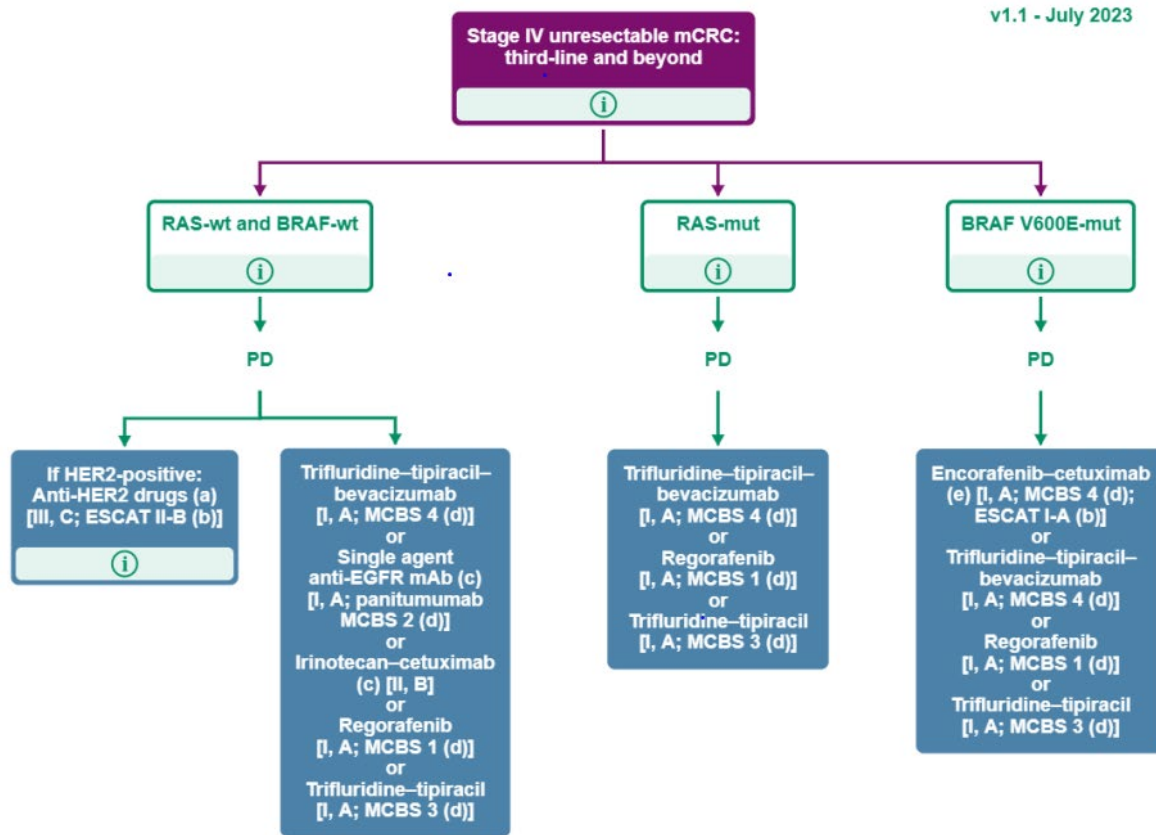 v1.1 - July 2023
Stage IV unresectable mCRC:
third-line and beyond
i
RAS-wt and BRAF-wt
i
RAS-mut
i
BRAF V600E-mut
i
PD
PD
PD
If HER2-positive:
Anti-HER2 drugs (a)
[III, C; ESCAT II-B (b)]
i
Trifluridine–tipiracil–
bevacizumab
[I, A; MCBS 4 (d)]
or
Single agent
anti-EGFR mAb (c)
[I, A; panitumumab
MCBS 2 (d)]
or
Irinotecan–cetuximab
(c) [II, B]
or
Regorafenib
[I, A; MCBS 1 (d)]
or
Trifluridine–tipiracil
[I, A; MCBS 3 (d)]
Trifluridine–tipiracil–
bevacizumab
[I, A; MCBS 4 (d)]
or
Regorafenib
[I, A; MCBS 1 (d)]
or
Trifluridine–tipiracil
[I, A; MCBS 3 (d)]
Encorafenib–cetuximab
(e) [I, A; MCBS 4 (d);
ESCAT I-A (b)]
or
Trifluridine–tipiracil–
bevacizumab
[I, A; MCBS 4 (d)]
or
Regorafenib
[I, A; MCBS 1 (d)]
or
Trifluridine–tipiracil
[I, A; MCBS 3 (d)]